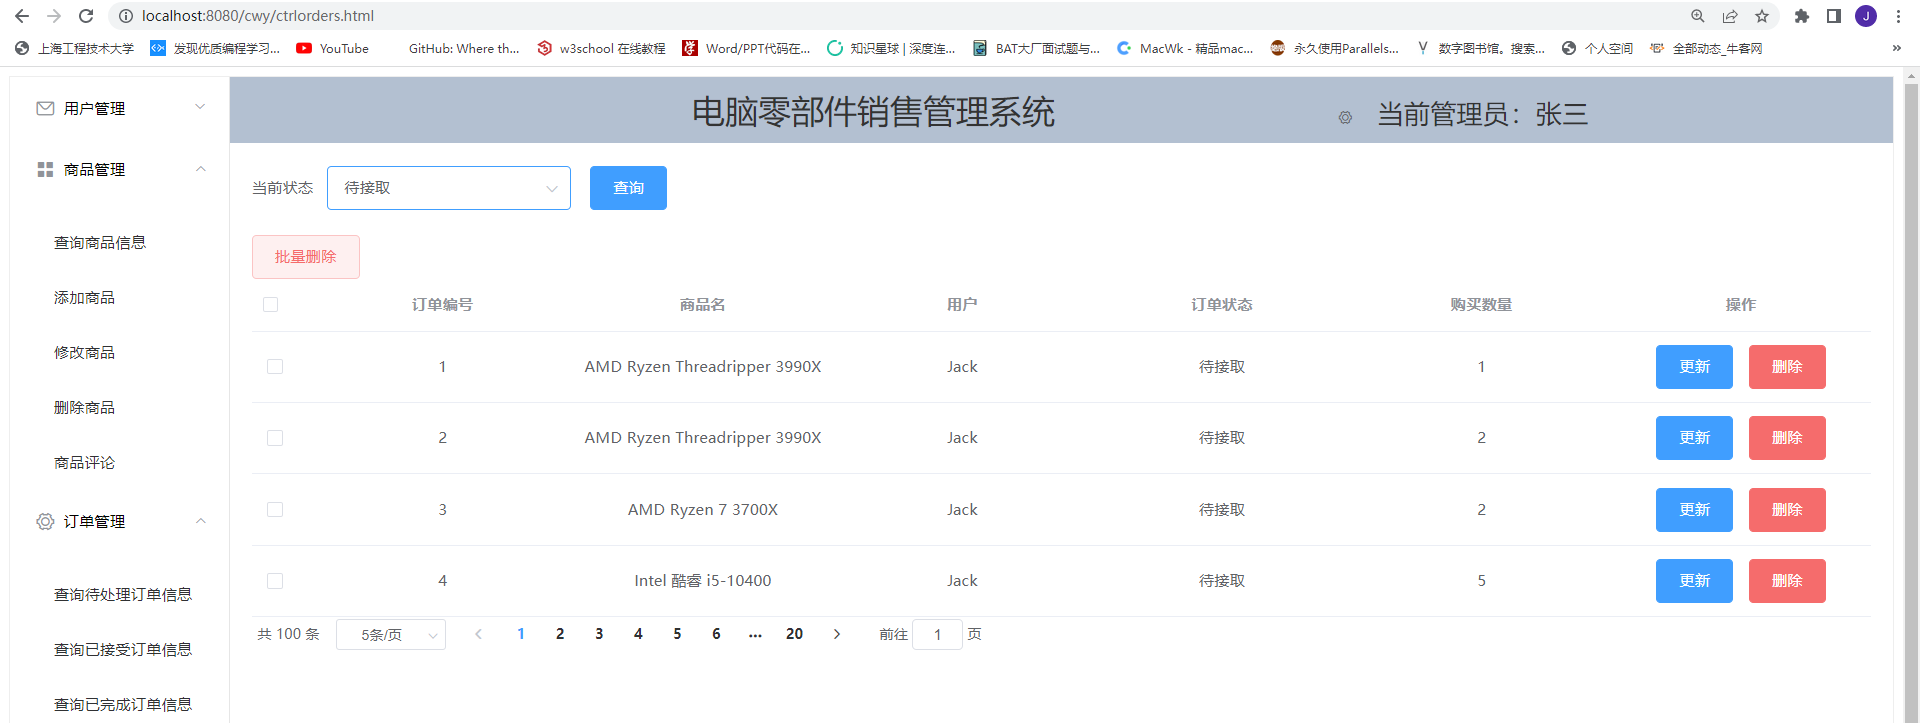 localhost:8080/cwy/ctrlorders.html
J
上海工程技术大学 发现优质编程学习... YouTube GitHub: Where th... w3school 在线教程 Word/PPT代码在... 知识星球 | 深度连... BAT大厂面试题与... MacWk - 精品mac... 永久使用Parallels... 数字图书馆。搜索... 个人空间 全部动态_牛客网 »
用户管理
商品管理
查询商品信息
添加商品
修改商品
删除商品
商品评论
订单管理
查询待处理订单信息
查询已接受订单信息
查询已完成订单信息
电脑零部件销售管理系统 当前管理员：张三
当前状态 待接取 查询
批量删除
订单编号 商品名 用户 订单状态 购买数量 操作
1 AMD Ryzen Threadripper 3990X Jack 待接取 1 更新 删除
2 AMD Ryzen Threadripper 3990X Jack 待接取 2 更新 删除
3 AMD Ryzen 7 3700X Jack 待接取 2 更新 删除
4 Intel 酷睿 i5-10400 Jack 待接取 5 更新 删除
共 100 条 5条/页 1 2 3 4 5 6 ... 20 前往 1 页